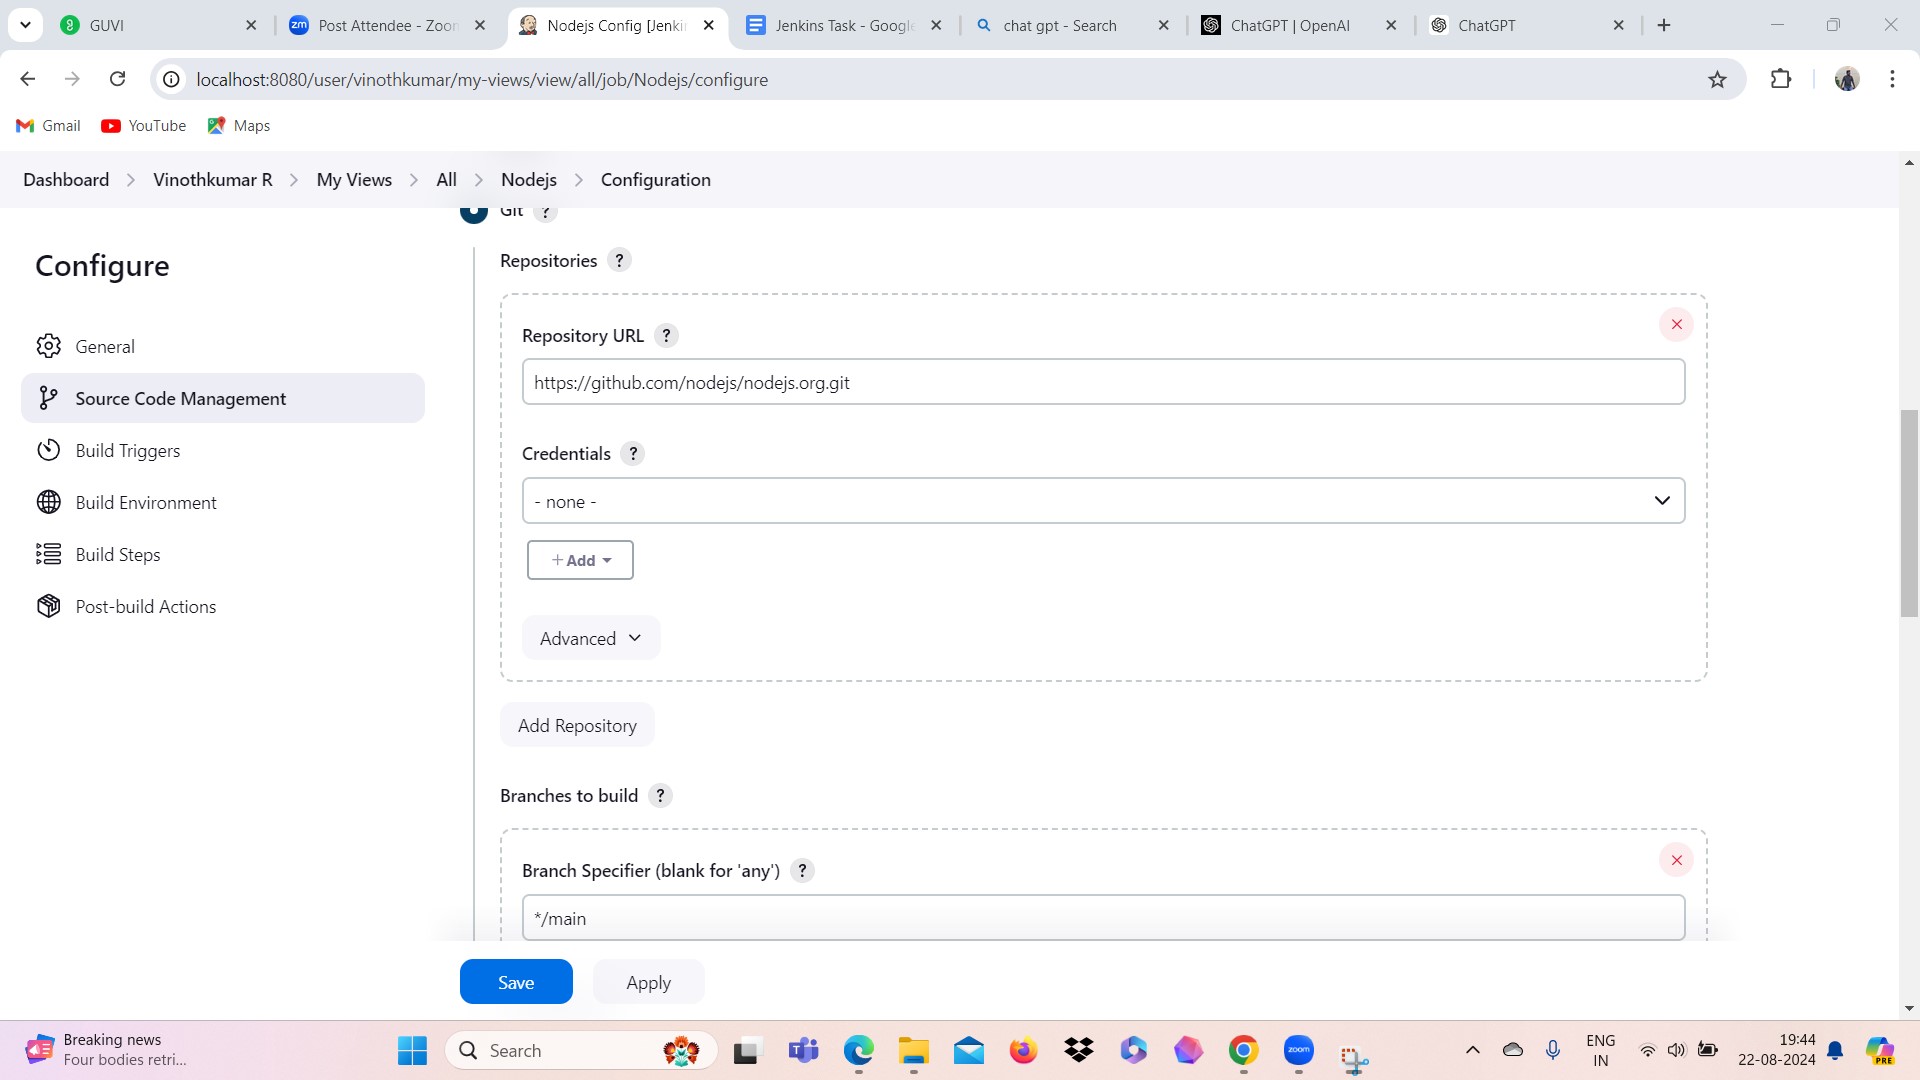 GUVI
Post Attendee - Zoom
Nodejs Config [Jenkin
Jenkins Task - Google
chat gpt - Search
ChatGPT | OpenAI
ChatGPT
localhost:8080/user/vinothkumar/my-views/view/all/job/Nodejs/configure
Gmail
YouTube
Maps
Dashboard > Vinothkumar R > My Views > All > Nodejs > Configuration
Git ?
Configure
General
Source Code Management
Build Triggers
Build Environment
Build Steps
Post-build Actions
Repositories ?
Repository URL ?
https://github.com/nodejs/nodejs.org.git
Credentials ?
- none -
+ Add
Advanced
Add Repository
Branches to build ?
Branch Specifier (blank for 'any') ?
*/main
Save
Apply
Breaking news
Four bodies retri...
Search
zoom
ENG
IN
19:44
22-08-2024
PRE